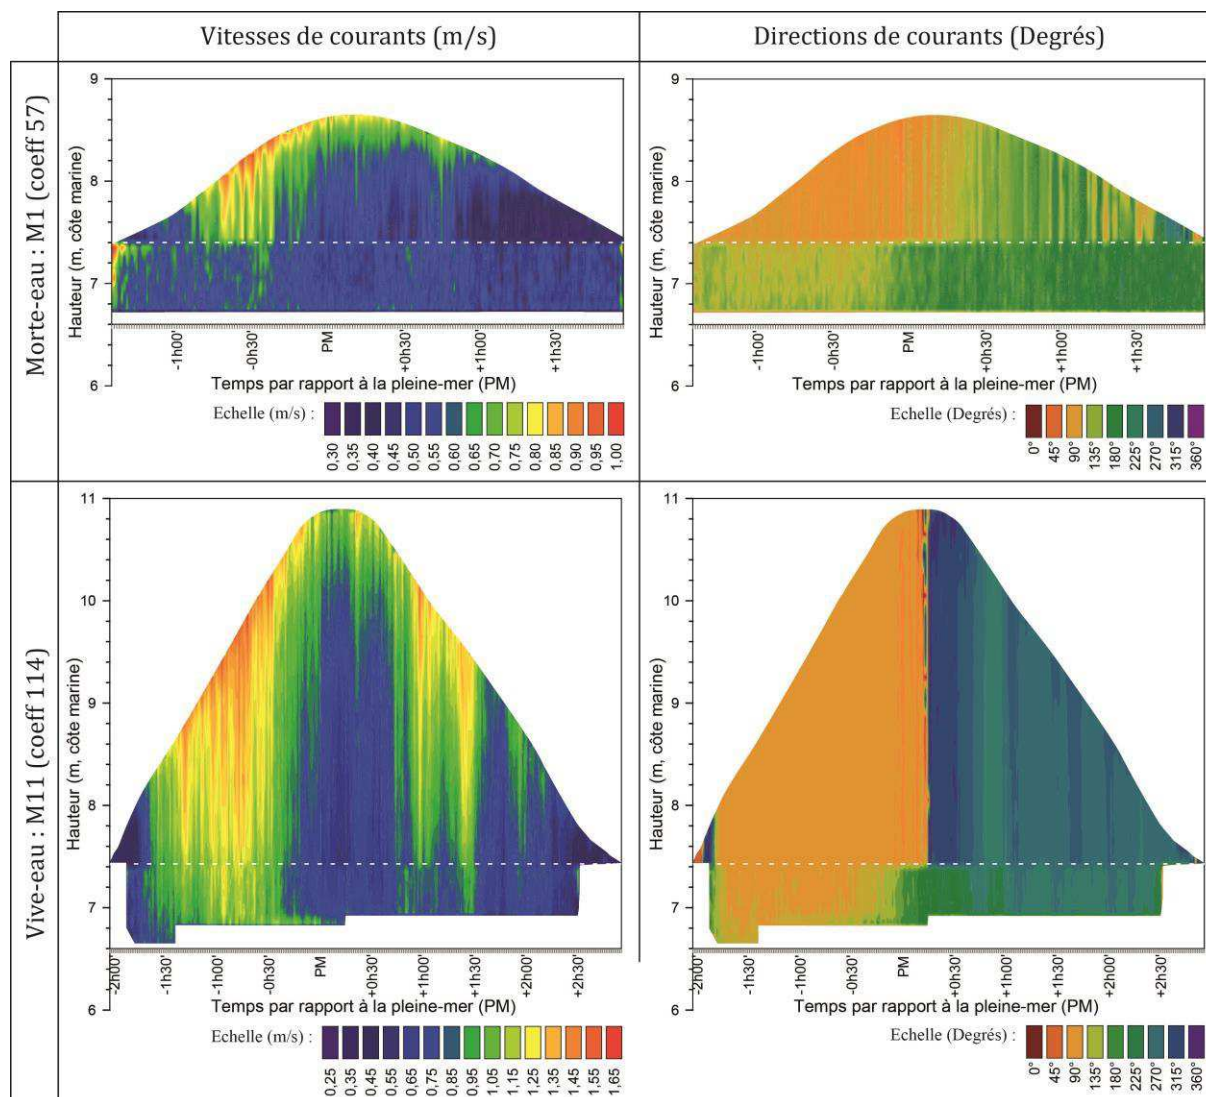 Vitesses de courants (m/s)
Directions de courants (Degrés)
Morte-eau : M1 (coeff 57)
Hauteur (m, côte marine)
9
8
7
6
-1h00'
-0h30'
PM
+0h30'
+1h00'
+1h30'
Temps par rapport à la pleine-mer (PM)
Echelle (m/s) :
0,30
0,35
0,40
0,45
0,50
0,55
0,60
0,65
0,70
0,75
0,80
0,85
0,90
0,95
1,00
Hauteur (m, côte marine)
9
8
7
6
-1h00'
-0h30'
PM
+0h30'
+1h00'
+1h30'
Temps par rapport à la pleine-mer (PM)
Echelle (Degrés) :
0°
45°
90°
135°
180°
225°
270°
315°
360°
Vive-eau : M11 (coeff 114)
Hauteur (m, côte marine)
11
10
9
8
7
6
-2h00'
-1h30'
-1h00'
-0h30'
PM
+0h30'
+1h00'
+1h30'
+2h00'
+2h30'
Temps par rapport à la pleine-mer (PM)
Echelle (m/s) :
0,25
0,35
0,45
0,55
0,65
0,75
0,85
0,95
1,05
1,15
1,25
1,35
1,45
1,55
1,65
Hauteur (m, côte marine)
11
10
9
8
7
6
-2h00'
-1h30'
-1h00'
-0h30'
PM
+0h30'
+1h00'
+1h30'
+2h00'
+2h30'
Temps par rapport à la pleine-mer (PM)
Echelle (Degrés) :
0°
45°
90°
135°
180°
225°
270°
315°
360°